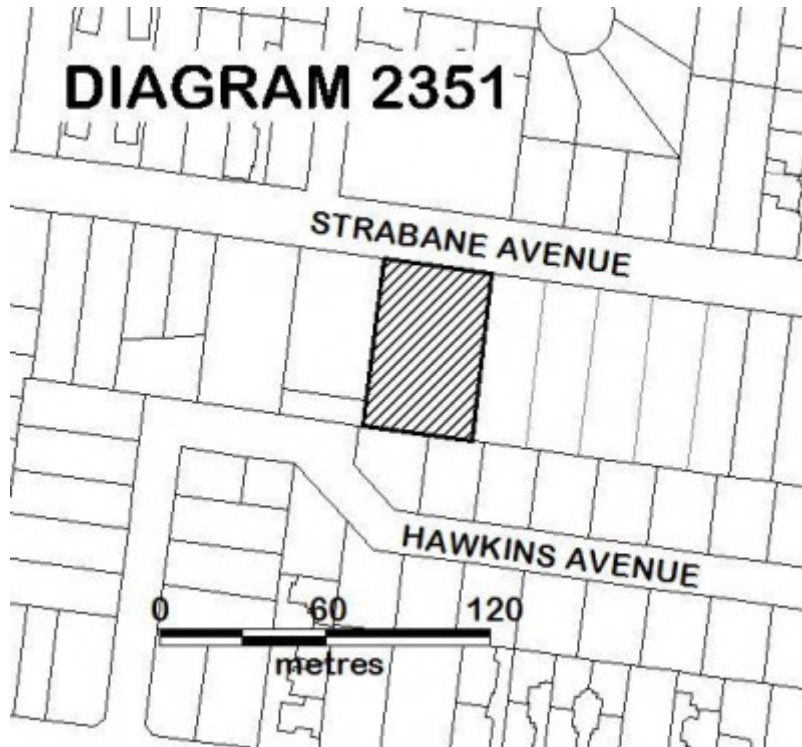 DIAGRAM 2351
STRABANE AVENUE
HAWKINS AVENUE
0 60 120
metres